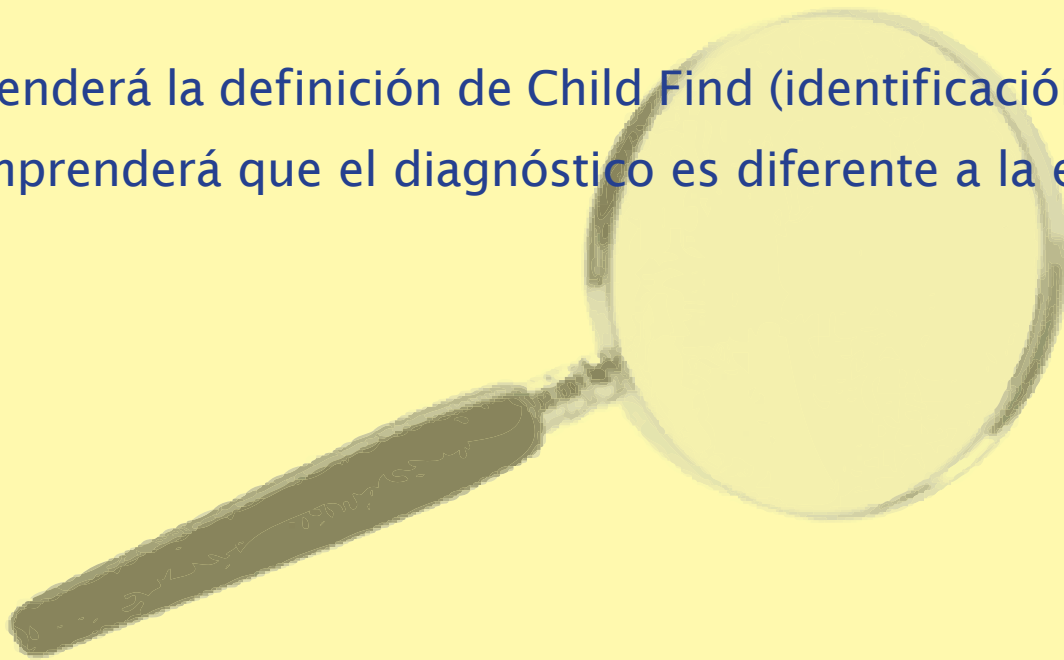 enderá la definición de Child Find (identificació
nprenderá que el diagnóstico es diferente a la e